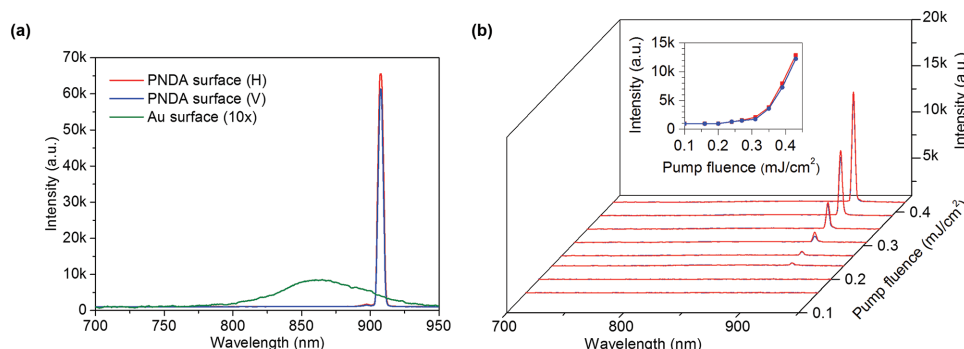 (a)
70k
60k
50k
40k
30k
20k
10k
0
Intensity (a.u.)
PNDA surface (H)
PNDA surface (V)
Au surface (10x)
700 750 800 850 900 950
Wavelength (nm)
(b)
20k
15k
10k
5k
Intensity (a.u.)
15k
10k
5k
0
Intensity (a.u.)
0.1 0.2 0.3 0.4
Pump fluence (mJ/cm²)
0.4
0.3
0.2
0.1
Pump fluence (mJ/cm²)
700 800 900
Wavelength (nm)